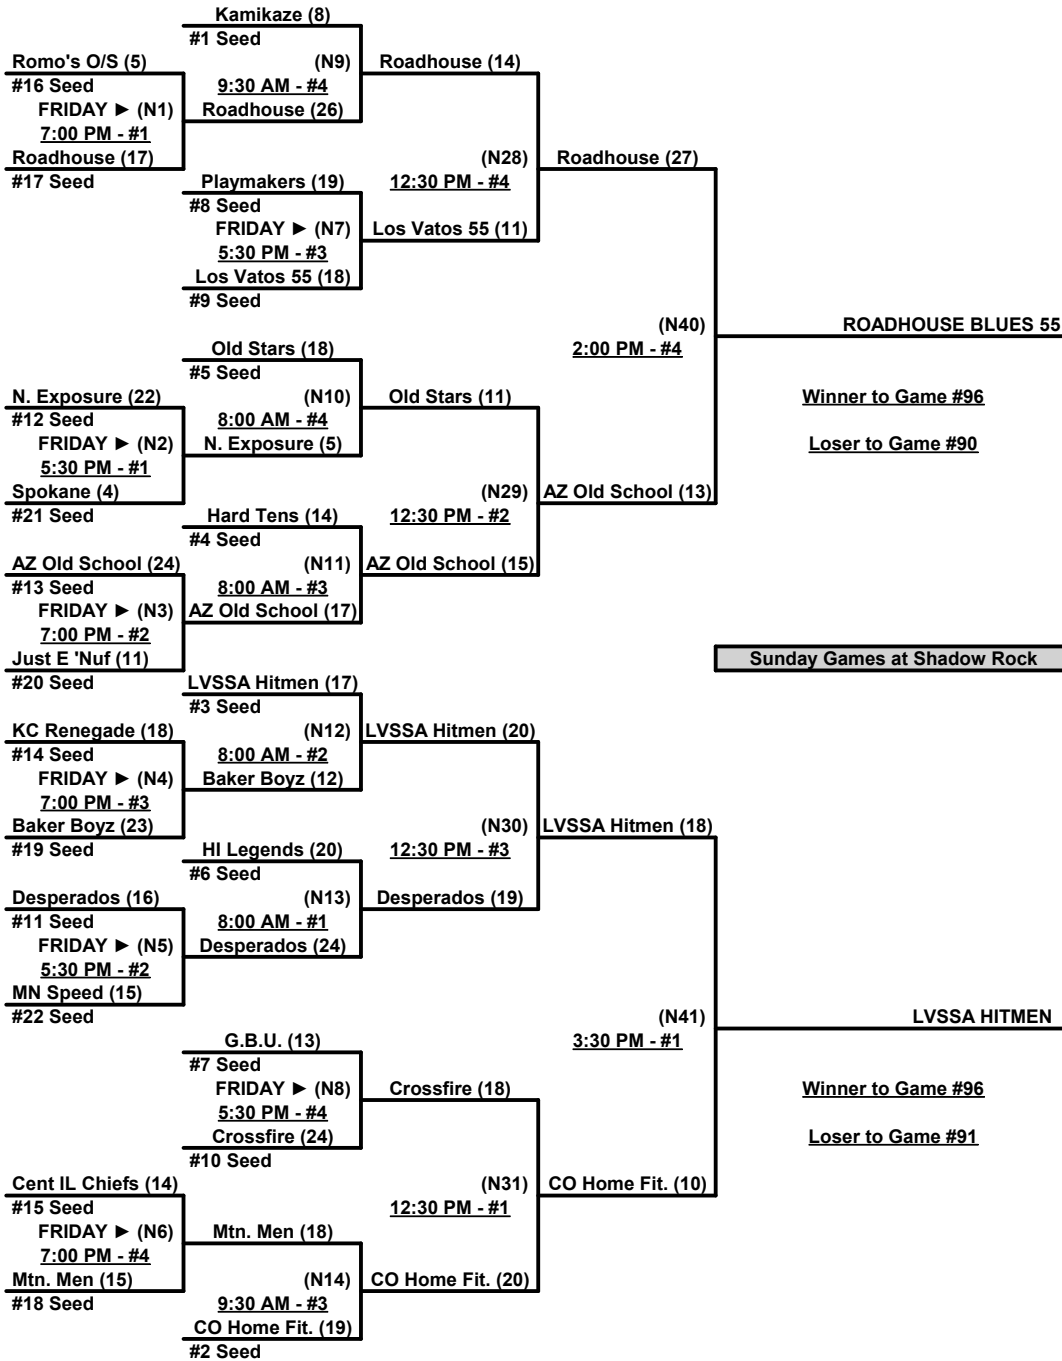 Kamikaze (8)
#1 Seed
Romo's O/S (5)
(N9)
Roadhouse (14)
#16 Seed
9:30 AM - #4
FRIDAY ► (N1)
Roadhouse (26)
7:00 PM - #1
Roadhouse (17)
(N28)
Roadhouse (27)
#17 Seed
Playmakers (19)
12:30 PM - #4
#8 Seed
FRIDAY ► (N7)
Los Vatos 55 (11)
5:30 PM - #3
Los Vatos 55 (18)
#9 Seed
(N40)
ROADHOUSE BLUES 55
Old Stars (18)
2:00 PM - #4
#5 Seed
N. Exposure (22)
(N10)
Old Stars (11)
Winner to Game #96
#12 Seed
8:00 AM - #4
FRIDAY ► (N2)
N. Exposure (5)
Loser to Game #90
5:30 PM - #1
Spokane (4)
(N29)
AZ Old School (13)
#21 Seed
Hard Tens (14)
12:30 PM - #2
#4 Seed
AZ Old School (24)
(N11)
AZ Old School (15)
#13 Seed
8:00 AM - #3
FRIDAY ► (N3)
AZ Old School (17)
7:00 PM - #2
Just E 'Nuf (11)
Sunday Games at Shadow Rock
#20 Seed
LVSSA Hitmen (17)
#3 Seed
KC Renegade (18)
(N12)
LVSSA Hitmen (20)
#14 Seed
8:00 AM - #2
FRIDAY ► (N4)
Baker Boyz (12)
7:00 PM - #3
Baker Boyz (23)
(N30)
LVSSA Hitmen (18)
#19 Seed
HI Legends (20)
12:30 PM - #3
#6 Seed
Desperados (16)
(N13)
Desperados (19)
#11 Seed
8:00 AM - #1
FRIDAY ► (N5)
Desperados (24)
5:30 PM - #2
MN Speed (15)
#22 Seed
(N41)
LVSSA HITMEN
G.B.U. (13)
3:30 PM - #1
#7 Seed
FRIDAY ► (N8)
Crossfire (18)
Winner to Game #96
5:30 PM - #4
Crossfire (24)
Loser to Game #91
#10 Seed
Cent IL Chiefs (14)
(N31)
CO Home Fit. (10)
#15 Seed
12:30 PM - #1
FRIDAY ► (N6)
Mtn. Men (18)
7:00 PM - #4
Mtn. Men (15)
(N14)
CO Home Fit. (20)
#18 Seed
9:30 AM - #3
CO Home Fit. (19)
#2 Seed